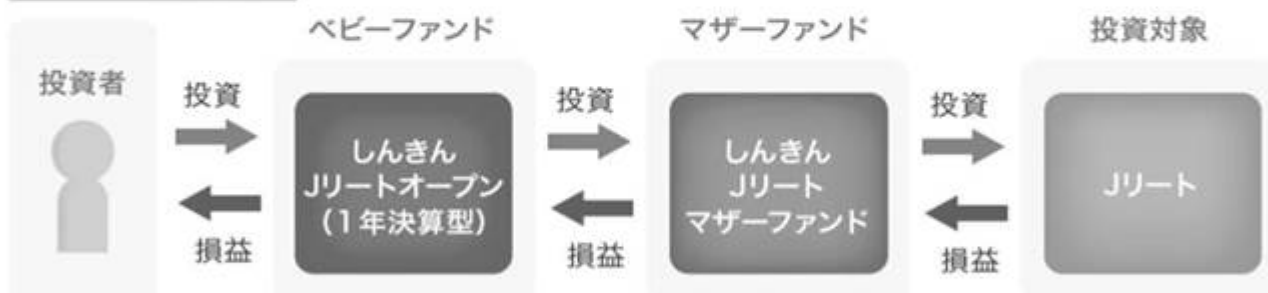 ベビーファンド
マザーファンド
投資対象
投資者
投資
投資
投資
しんきん
Jリートオープン
(1年決算型)
しんきん
Jリート
マザーファンド
Jリート
損益
損益
損益